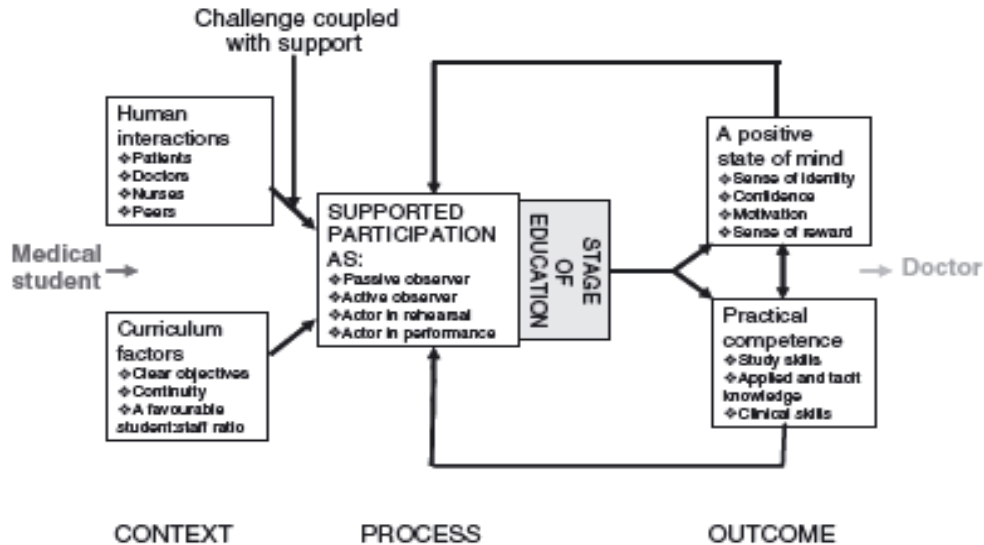 Challenge coupled
with support
Human
interactions
❖Patients
❖Doctors
❖Nurses
❖Peers
Medical
student
Curriculum
factors
❖Clear objectives
❖Continuity
❖A favourable
student:staff ratio
SUPPORTED
PARTICIPATION
AS:
❖Passive observer
❖Active observer
❖Actor in rehearsal
❖Actor in performance
STAGE
OF
EDUCATION
A positive
state of mind
❖Sense of identity
❖Confidence
❖Motivation
❖Sense of reward
Practical
competence
❖Study skills
❖Applied and tacit
knowledge
❖Clinical skills
Doctor
CONTEXT
PROCESS
OUTCOME